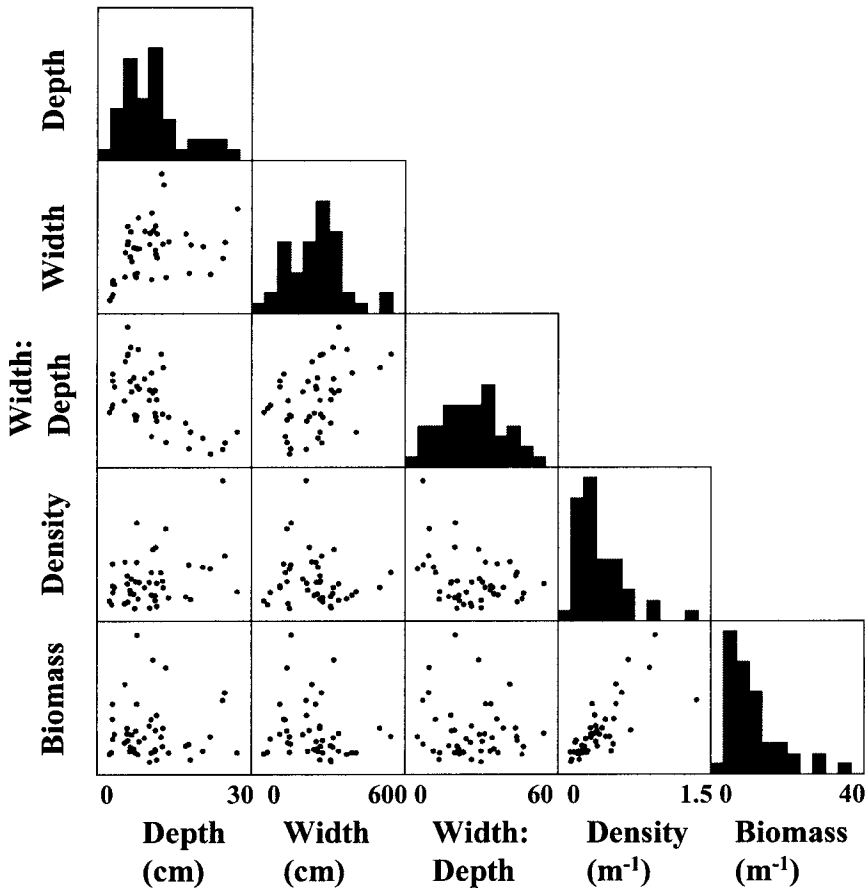 Depth
Width
Width:
Depth
Density
Biomass
0 30 0 600 0 60 0 1.5 0 40
Depth Width Width: Density Biomass
(cm) (cm) Depth (m⁻¹) (m⁻¹)